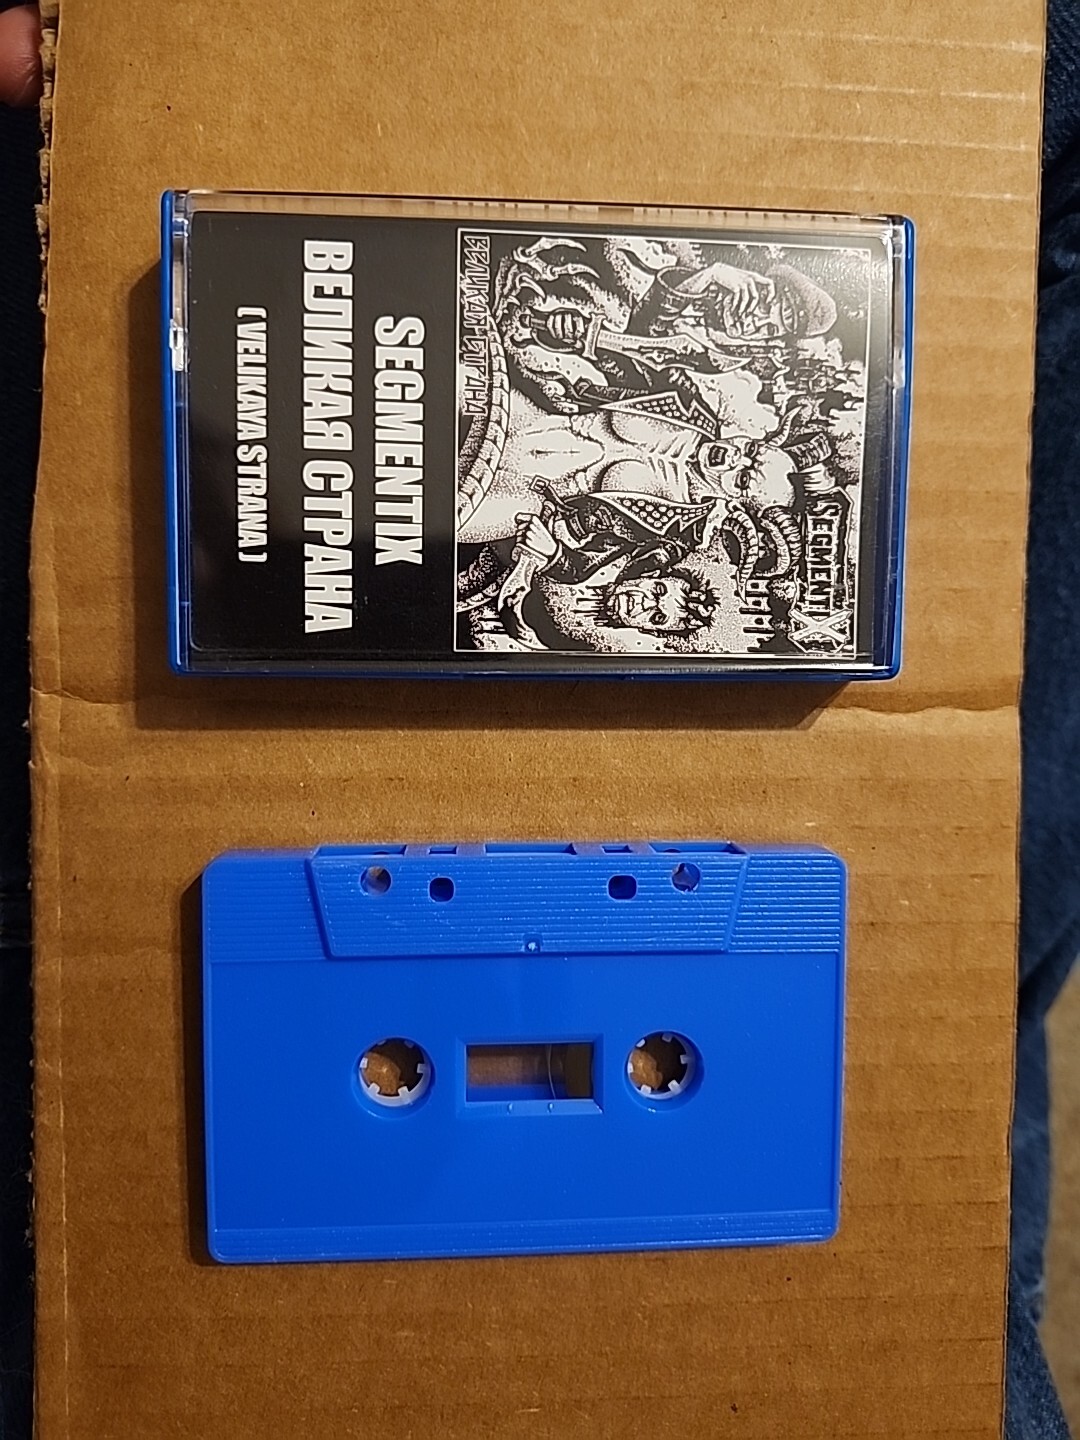 SEGMENTIX
ВЕЛИКАЯ СТРАНА
SEGMENTIX
ВЕЛИКАЯ СТРАНА
( VELIKAYA STRANA )